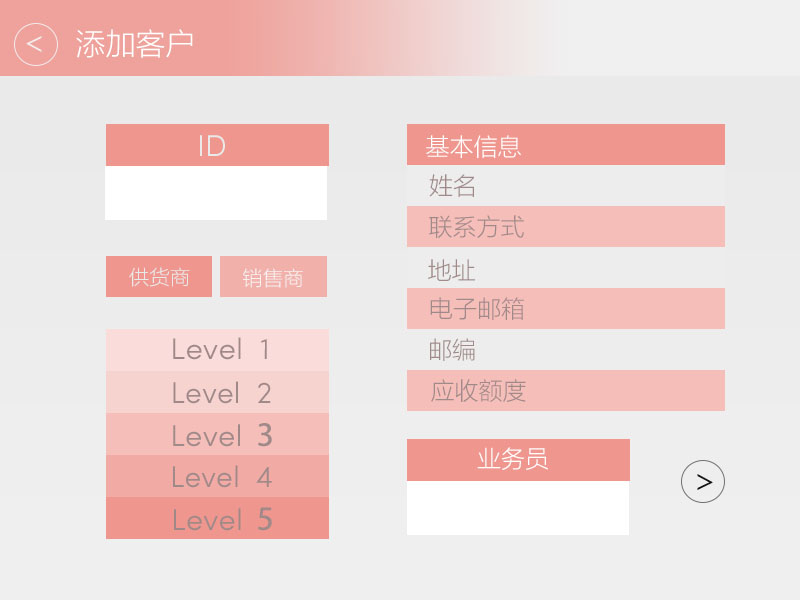 < 添加客户
ID
供货商 销售商
Level 1
Level 2
Level 3
Level 4
Level 5
基本信息
姓名
联系方式
地址
电子邮箱
邮编
应收额度
业务员
>